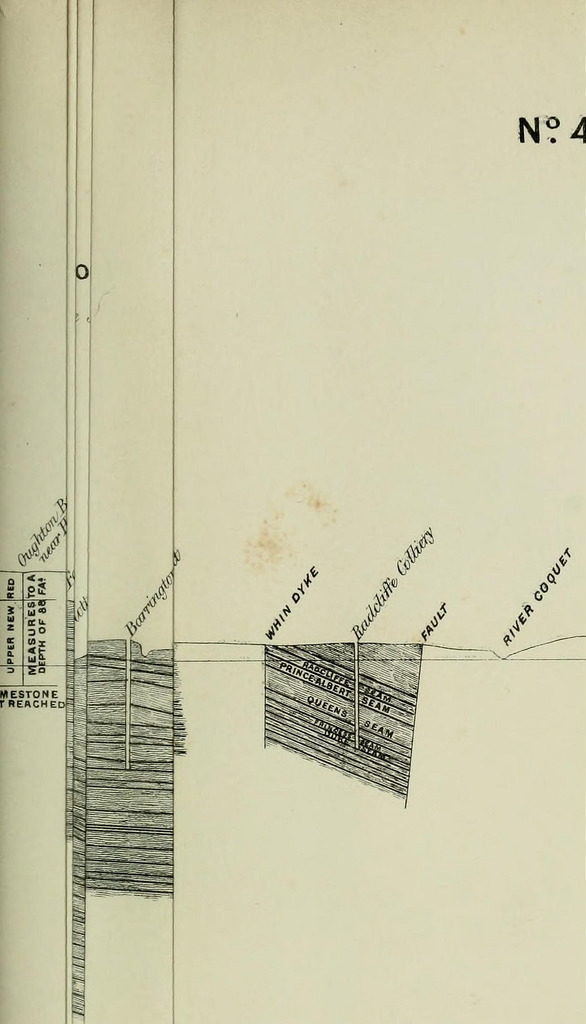 No. 4
O
Oughton B
near
Barrington
WHIN DYKE
Radcliffe Colliery
FAULT
RIVER COQUET
UPPER NEW RED
MEASURES TO A
DEPTH OF 88 FAs
MESTONE
T REACHED
RADCLIFFE SEAM
PRINCE ALBERT SEAM
QUEENS SEAM